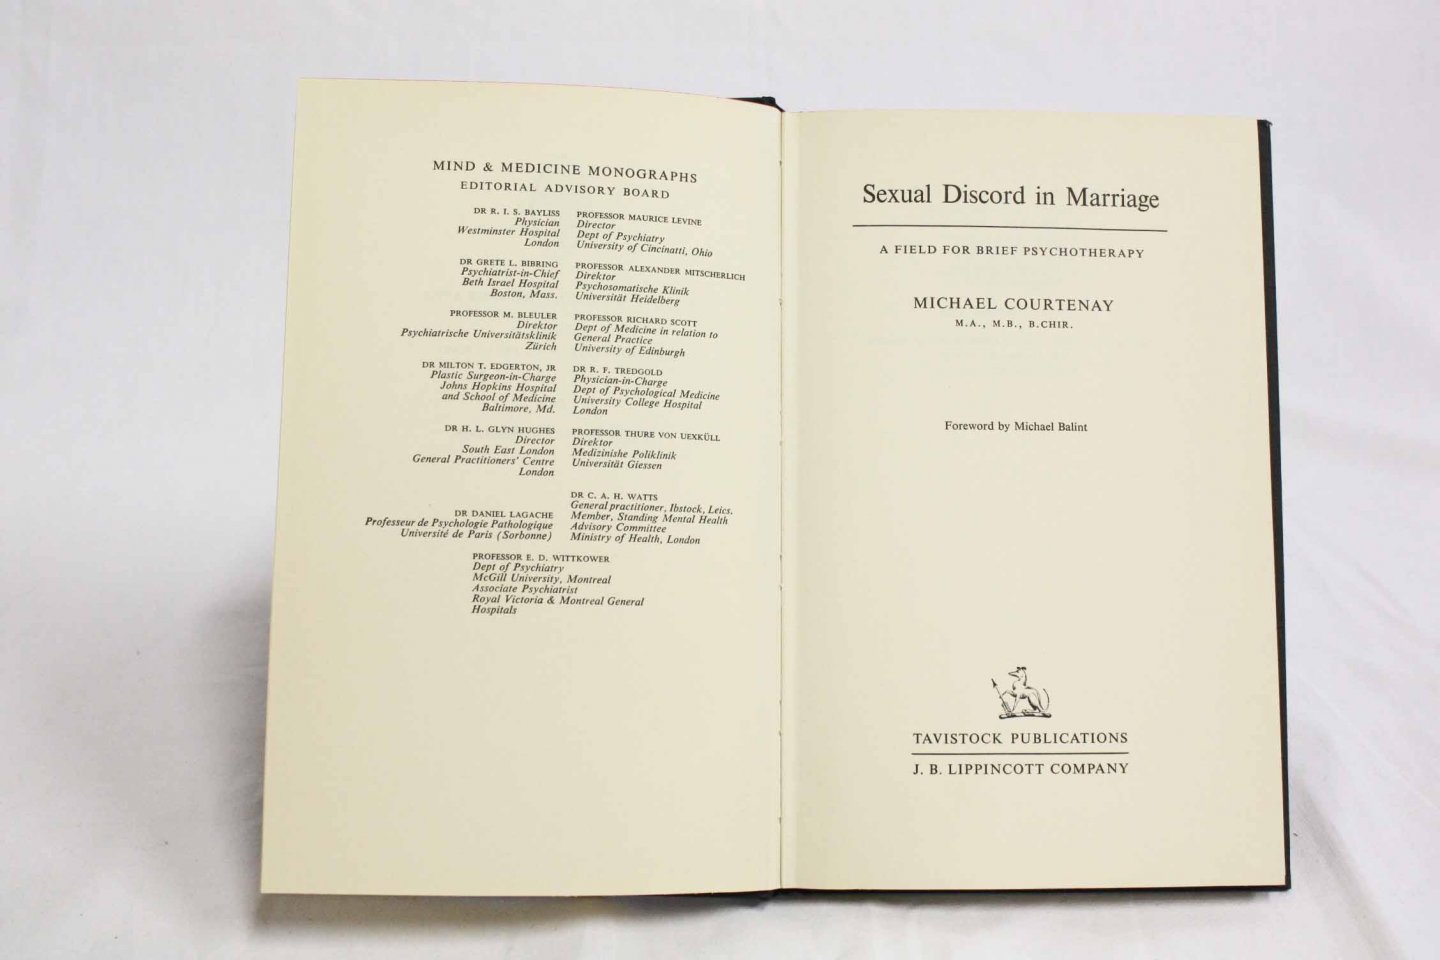 MIND & MEDICINE MONOGRAPHS
EDITORIAL ADVISORY BOARD
DR R. I. S. BAYLISS
Physician
Westminster Hospital
London
DR GRETE L. BIBRING
Psychiatrist-in-Chief
Beth Israel Hospital
Boston, Mass.
PROFESSOR M. BLEULER
Direktor
Psychiatrische Universitätsklinik
Zürich
DR MILTON T. EDGERTON, JR
Plastic Surgeon-in-Charge
Johns Hopkins Hospital
and School of Medicine
Baltimore, Md.
DR H. L. GLYN HUGHES
Director
South East London
General Practitioners' Centre
London
DR DANIEL LAGACHE
Professeur de Psychologie Pathologique
Université de Paris (Sorbonne)
PROFESSOR MAURICE LEVINE
Director
Dept of Psychiatry
University of Cincinatti, Ohio
PROFESSOR ALEXANDER MITSCHERLICH
Direktor
Psychosomatische Klinik
Universität Heidelberg
PROFESSOR RICHARD SCOTT
Dept of Medicine in relation to
General Practice
University of Edinburgh
DR R. F. TREDGOLD
Physician-in-Charge
Dept of Psychological Medicine
University College Hospital
London
PROFESSOR THURE VON UEXKÜLL
Direktor
Medizinishe Poliklinik
Universität Giessen
DR C. A. H. WATTS
General practitioner, Ibstock, Leics.
Member, Standing Mental Health
Advisory Committee
Ministry of Health, London
PROFESSOR E. D. WITTKOWER
Dept of Psychiatry
McGill University, Montreal
Associate Psychiatrist
Royal Victoria & Montreal General
Hospitals
Sexual Discord in Marriage
A FIELD FOR BRIEF PSYCHOTHERAPY
MICHAEL COURTENAY
M.A., M.B., B.CHIR.
Foreword by Michael Balint
TAVISTOCK PUBLICATIONS
J. B. LIPPINCOTT COMPANY